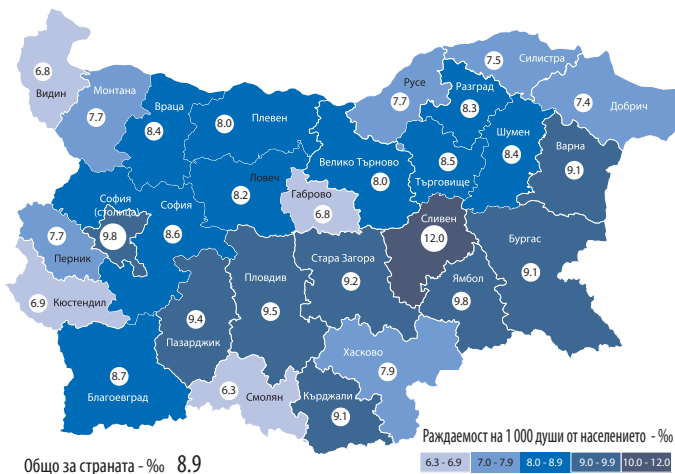 6.8
Видин
Монтана
7.7
Враца
8.4
8.0
Плевен
Русе
7.7
7.5
Силистра
Разград
8.3
7.4
Добрич
Шумен
8.4
Варна
9.1
Велико Търново
8.0
8.5
Търговище
Ловеч
8.2
Габрово
6.8
София
(столица)
9.8
София
8.6
7.7
Перник
6.9
Кюстендил
Сливен
12.0
Бургас
9.1
Стара Загора
9.2
Ямбол
9.8
Пловдив
9.5
9.4
Пазарджик
8.7
Благоевград
6.3
Смолян
Хасково
7.9
Кърджали
9.1
Общо за страната - ‰ 8.9
Раждаемост на 1 000 души от населението - ‰
6.3 - 6.9 7.0 - 7.9 8.0 - 8.9 9.0 - 9.9 10.0 - 12.0